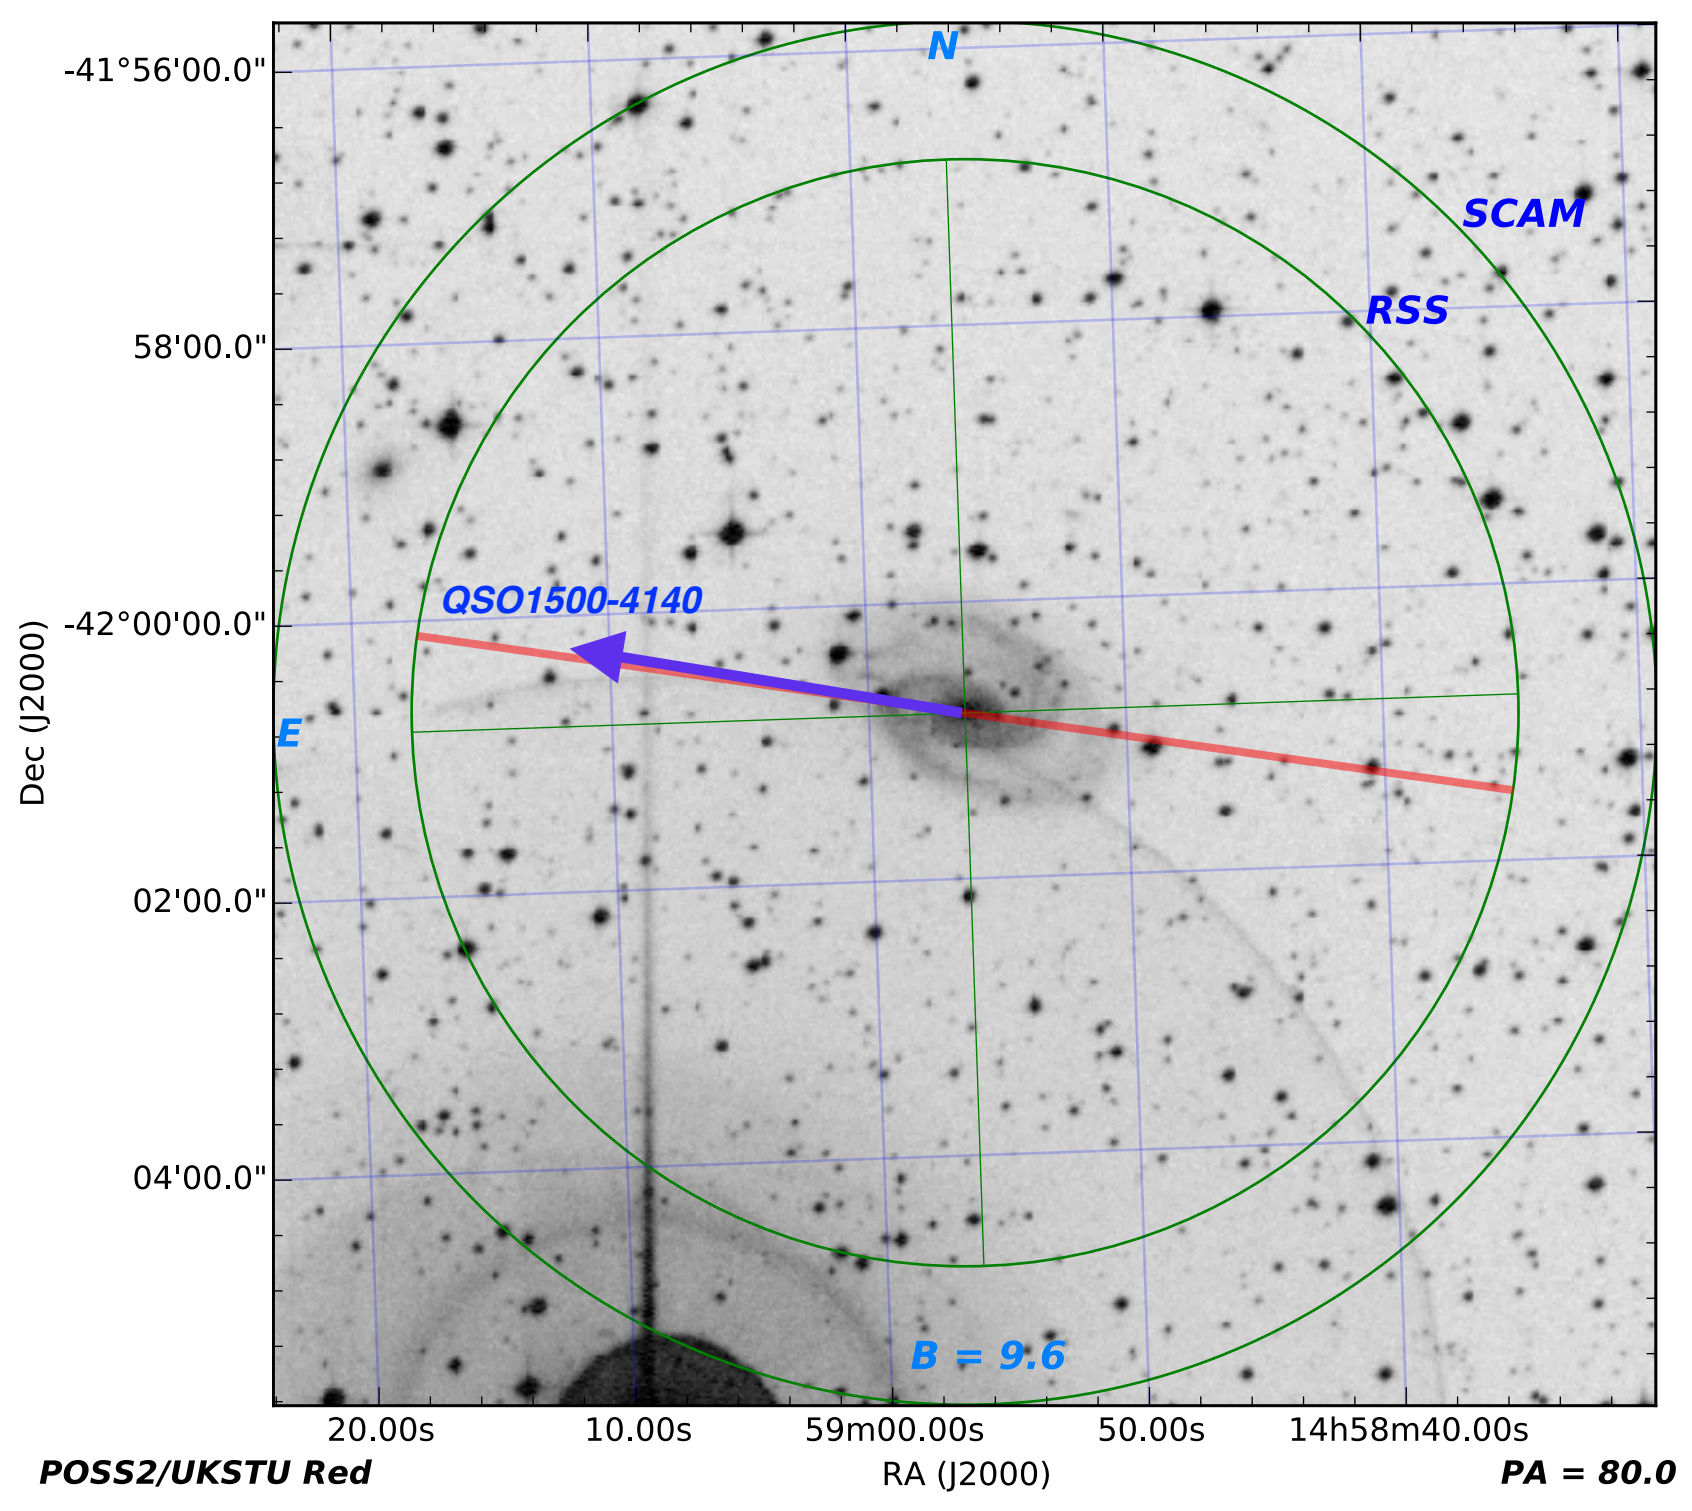 N
-41°56'00.0"
SCAM
RSS
58'00.0"
QSO1500-4140
-42°00'00.0"
E
Dec (J2000)
02'00.0"
04'00.0"
B = 9.6
20.00s 10.00s 59m00.00s 50.00s 14h58m40.00s
POSS2/UKSTU Red RA (J2000) PA = 80.0